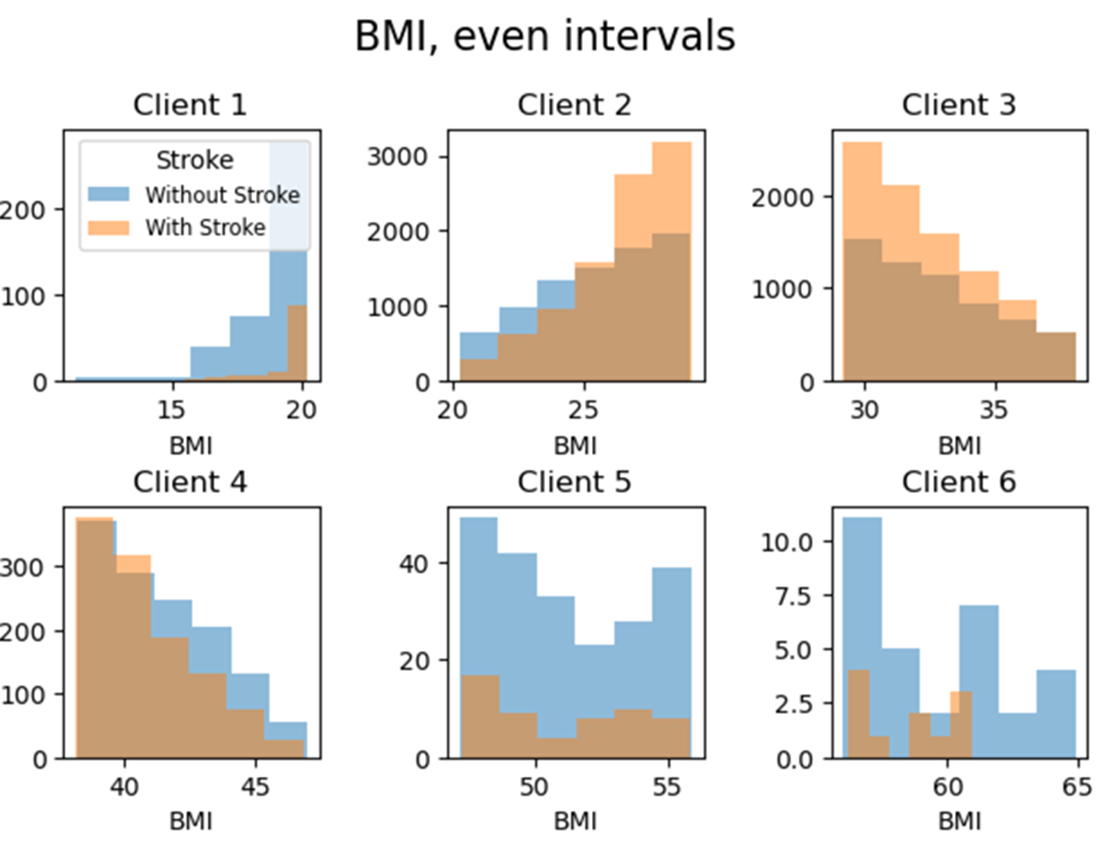 BMI, even intervals
Client 1
Client 2
Client 3
Stroke
Without Stroke
With Stroke
200
100
0
15
20
BMI
3000
2000
1000
0
20
25
BMI
2000
1000
0
30
35
BMI
Client 4
Client 5
Client 6
300
200
100
0
40
45
BMI
40
20
0
50
55
BMI
10.0
7.5
5.0
2.5
0.0
60
65
BMI